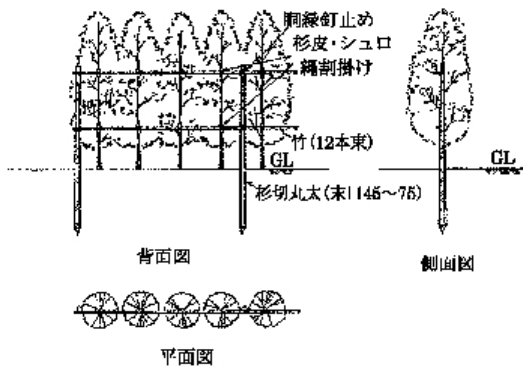 胴縁釘止め
杉皮・シュロ
縄割掛け
竹(12本束)
GL
GL
杉切丸太(末口45~75)
背面図
側面図
平面図